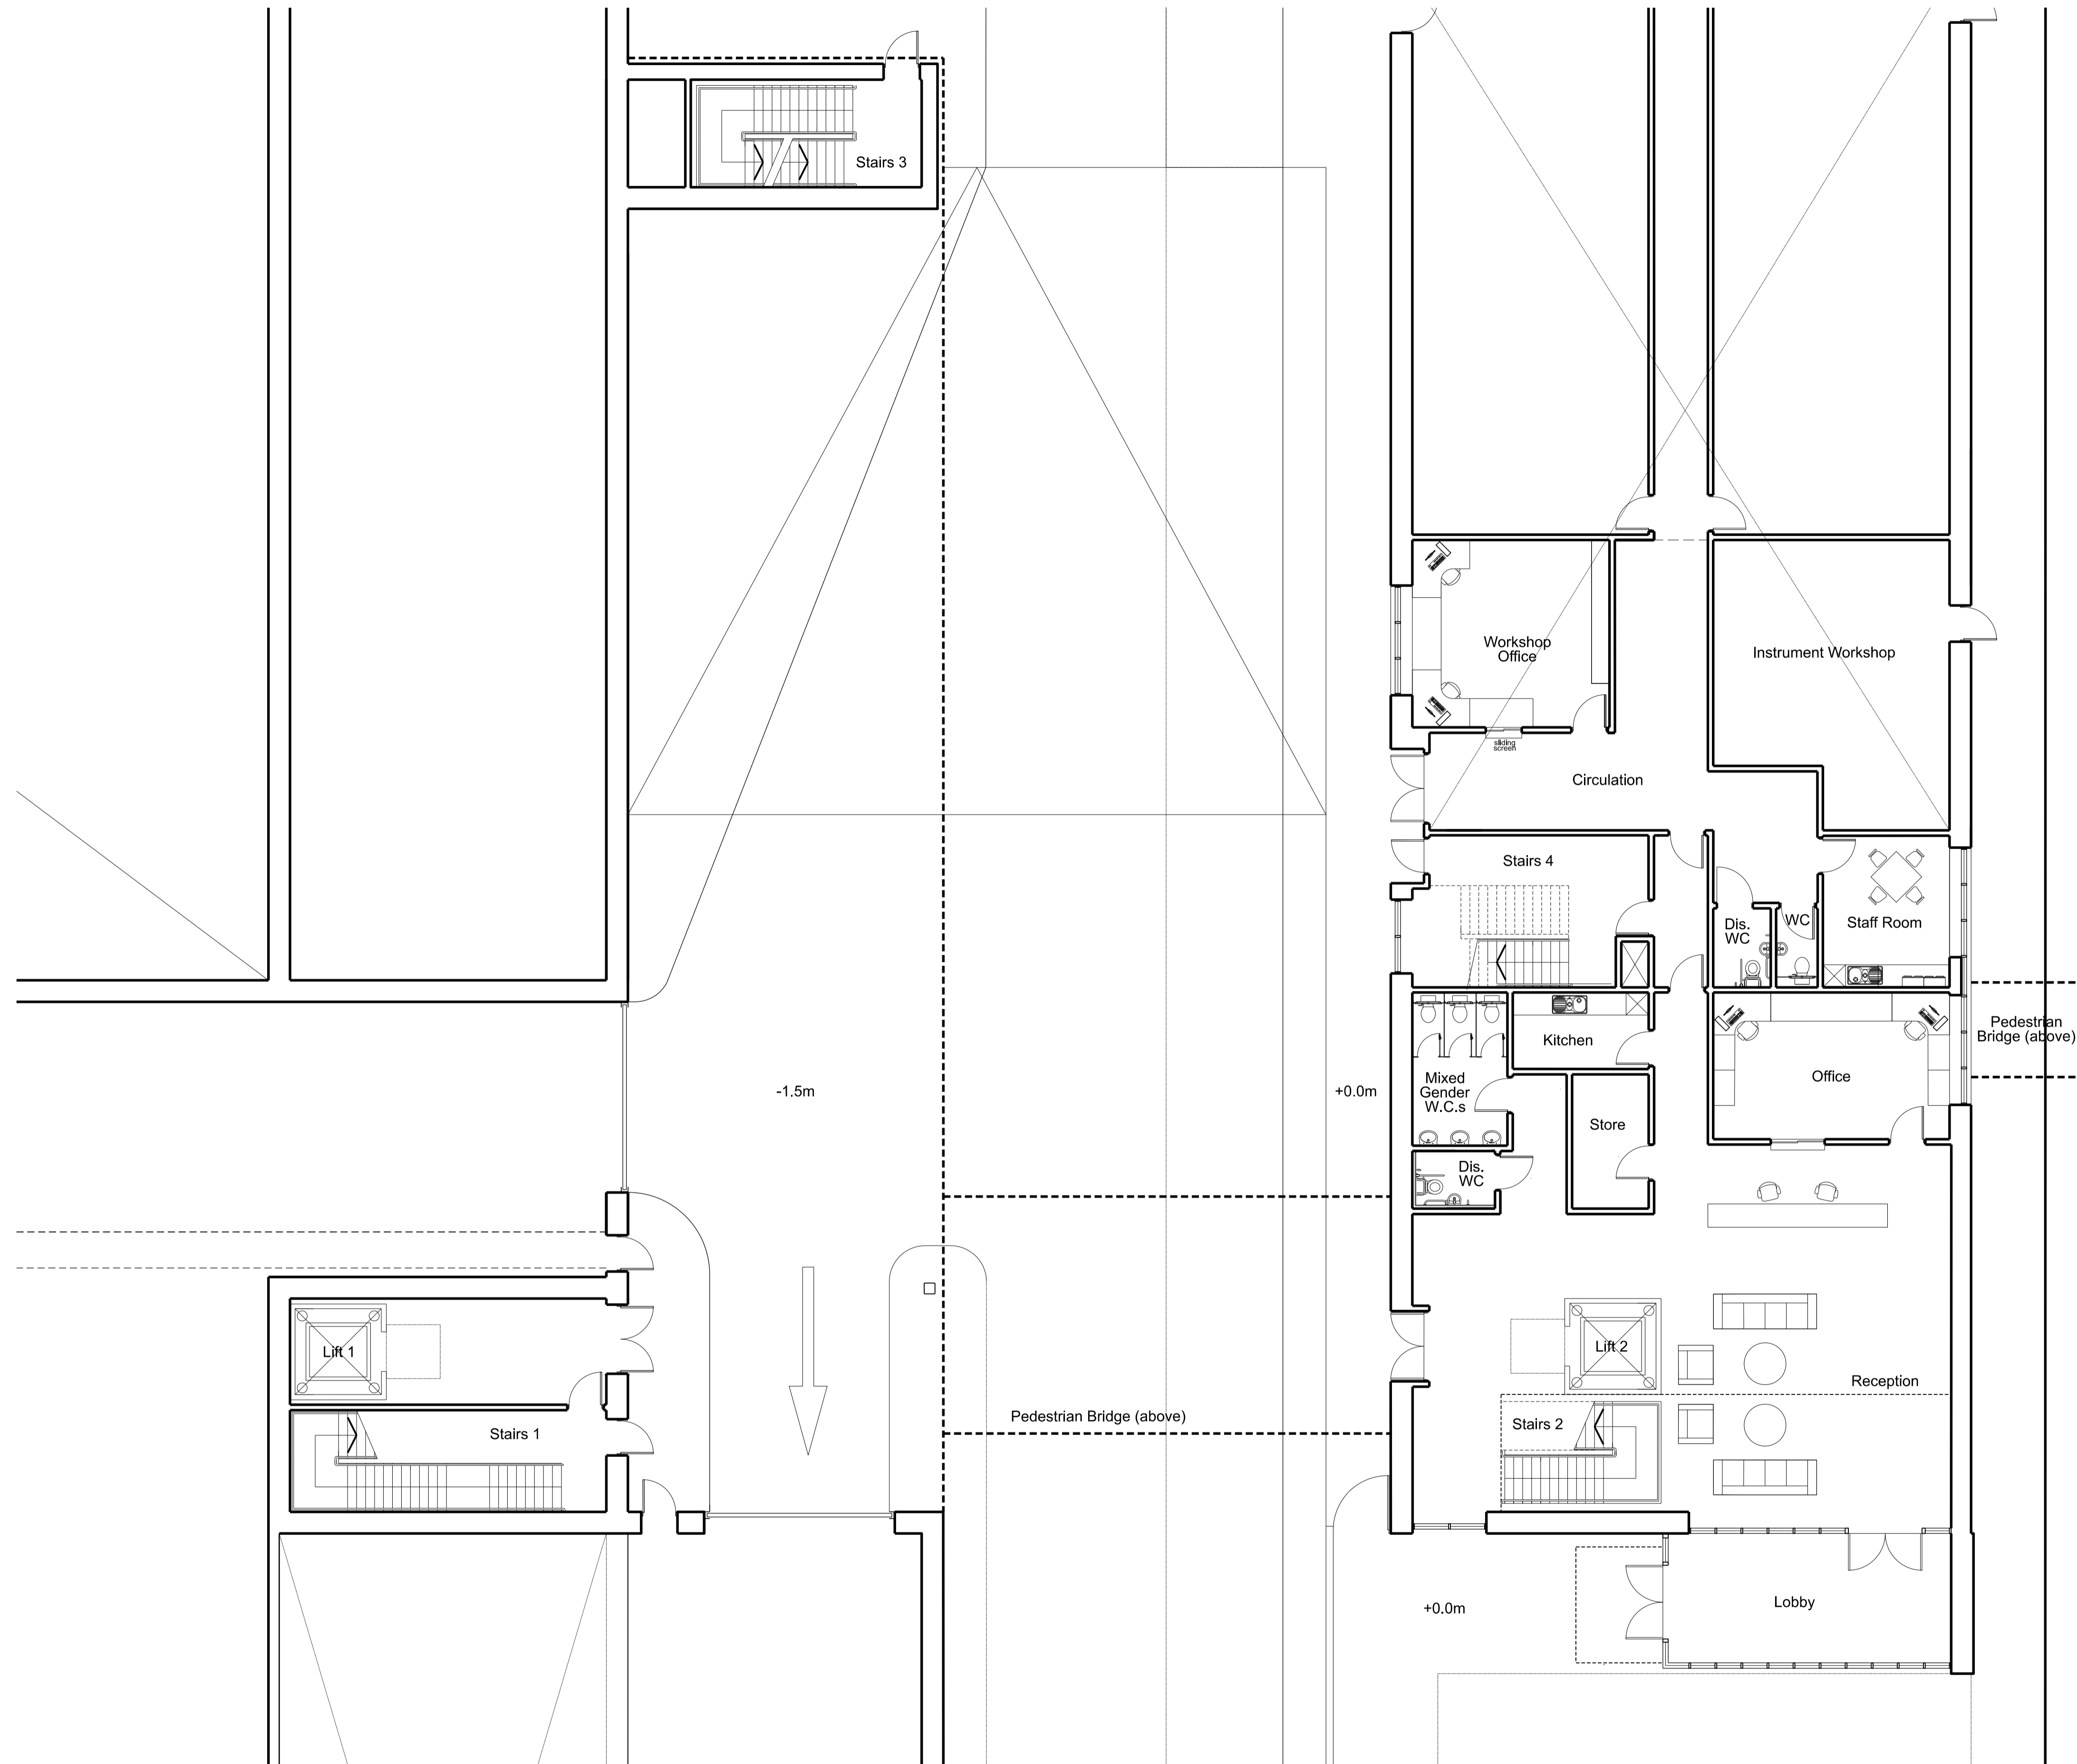 Stairs 3
Workshop
Office
Instrument Workshop
sliding
screen
Circulation
Stairs 4
Dis.
WC
WC
Staff Room
Pedestrian
Bridge (above)
Kitchen
Office
Mixed
Gender
W.C.s
-1.5m
+0.0m
Store
Dis.
WC
Lift 1
Lift 2
Reception
Pedestrian Bridge (above)
Stairs 2
Stairs 1
Lobby
+0.0m